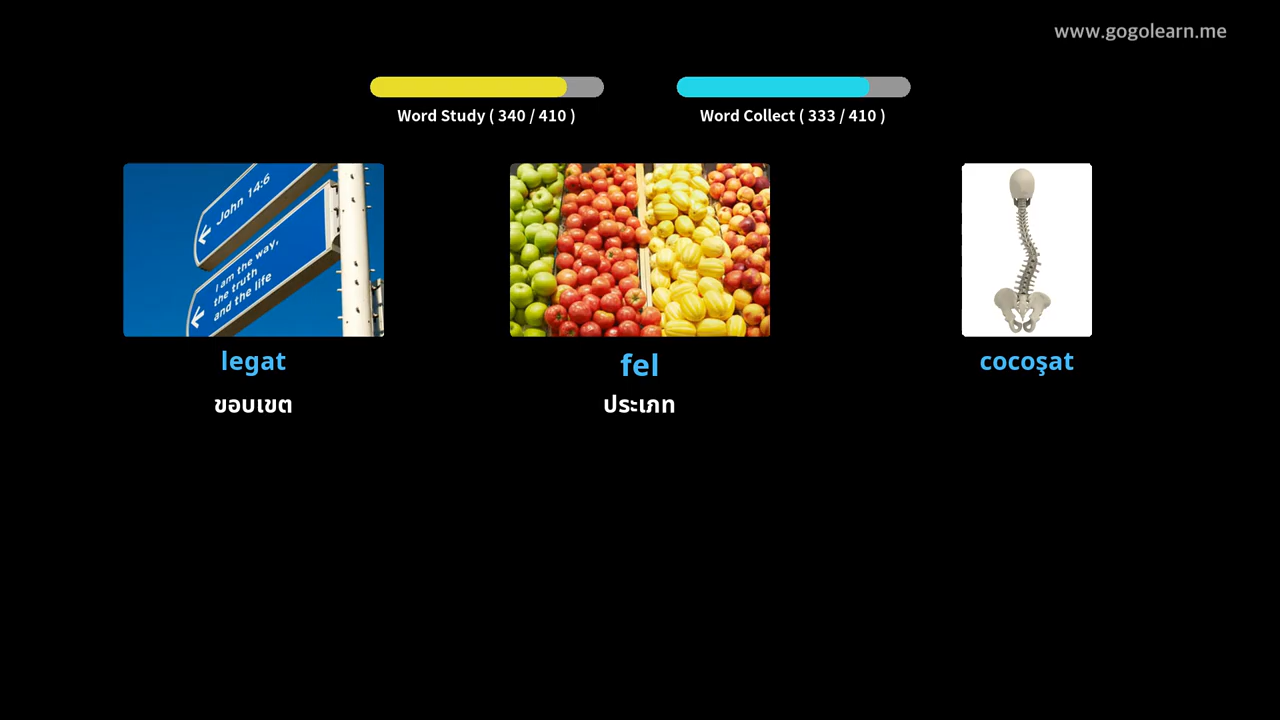 www.gogolearn.me
Word Study ( 340 / 410 )
Word Collect ( 333 / 410 )
John 14:6
I am the way,
the truth
and the life
legat
fel
cocoşat
ขอบเขต
ประเภท